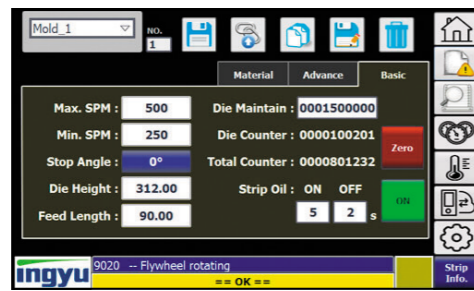 Mold_1 NO. 1
Material Advance Basic
Max. SPM : 500 Die Maintain : 0001500000
Min. SPM : 250 Die Counter : 0000100201 Zero
Stop Angle : 0° Total Counter : 0000801232
Die Height : 312.00 Strip Oil : ON OFF ON
Feed Length : 90.00 5 2 s
ingyu 9020 -- Flywheel rotating Strip Info.
== OK ==